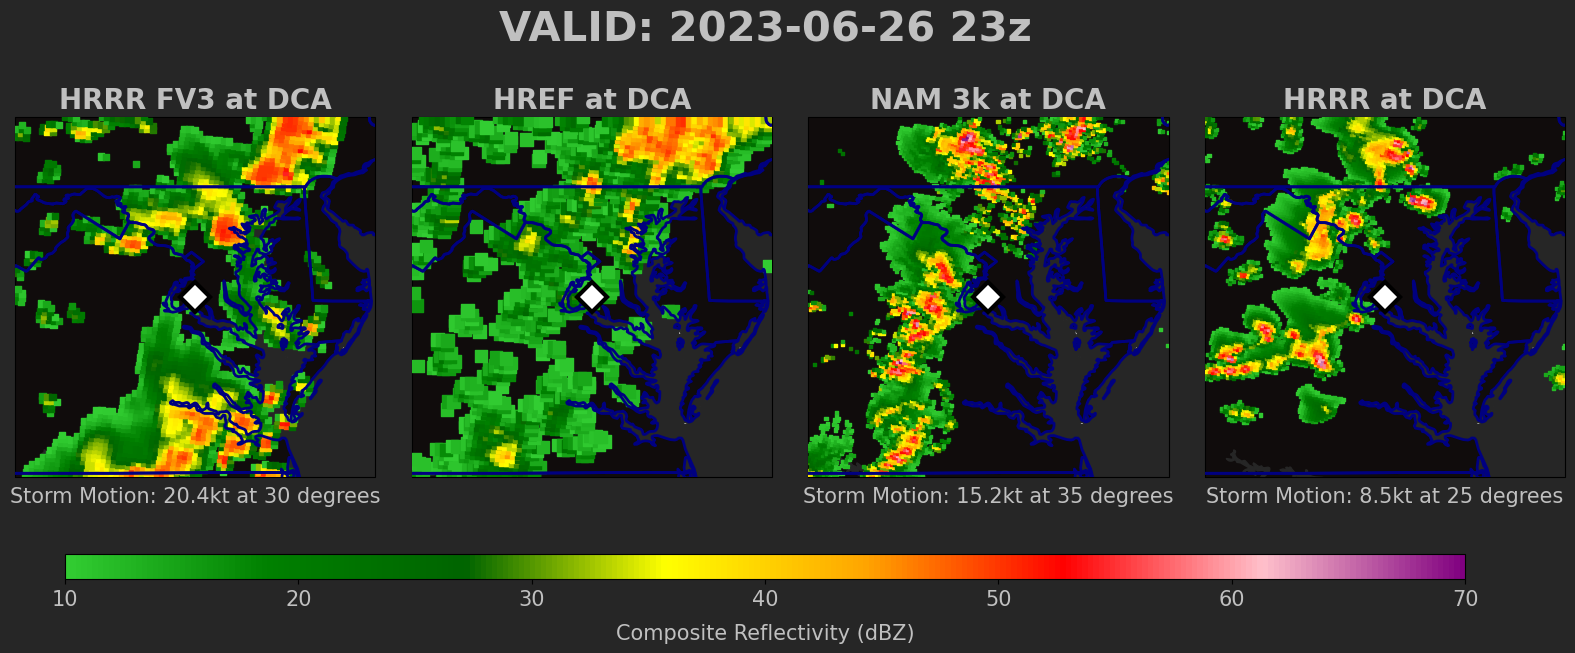 VALID: 2023-06-26 23z
HRRR FV3 at DCA
HREF at DCA
NAM 3k at DCA
HRRR at DCA
Storm Motion: 20.4kt at 30 degrees
Storm Motion: 15.2kt at 35 degrees
Storm Motion: 8.5kt at 25 degrees
10 20 30 40 50 60 70
Composite Reflectivity (dBZ)